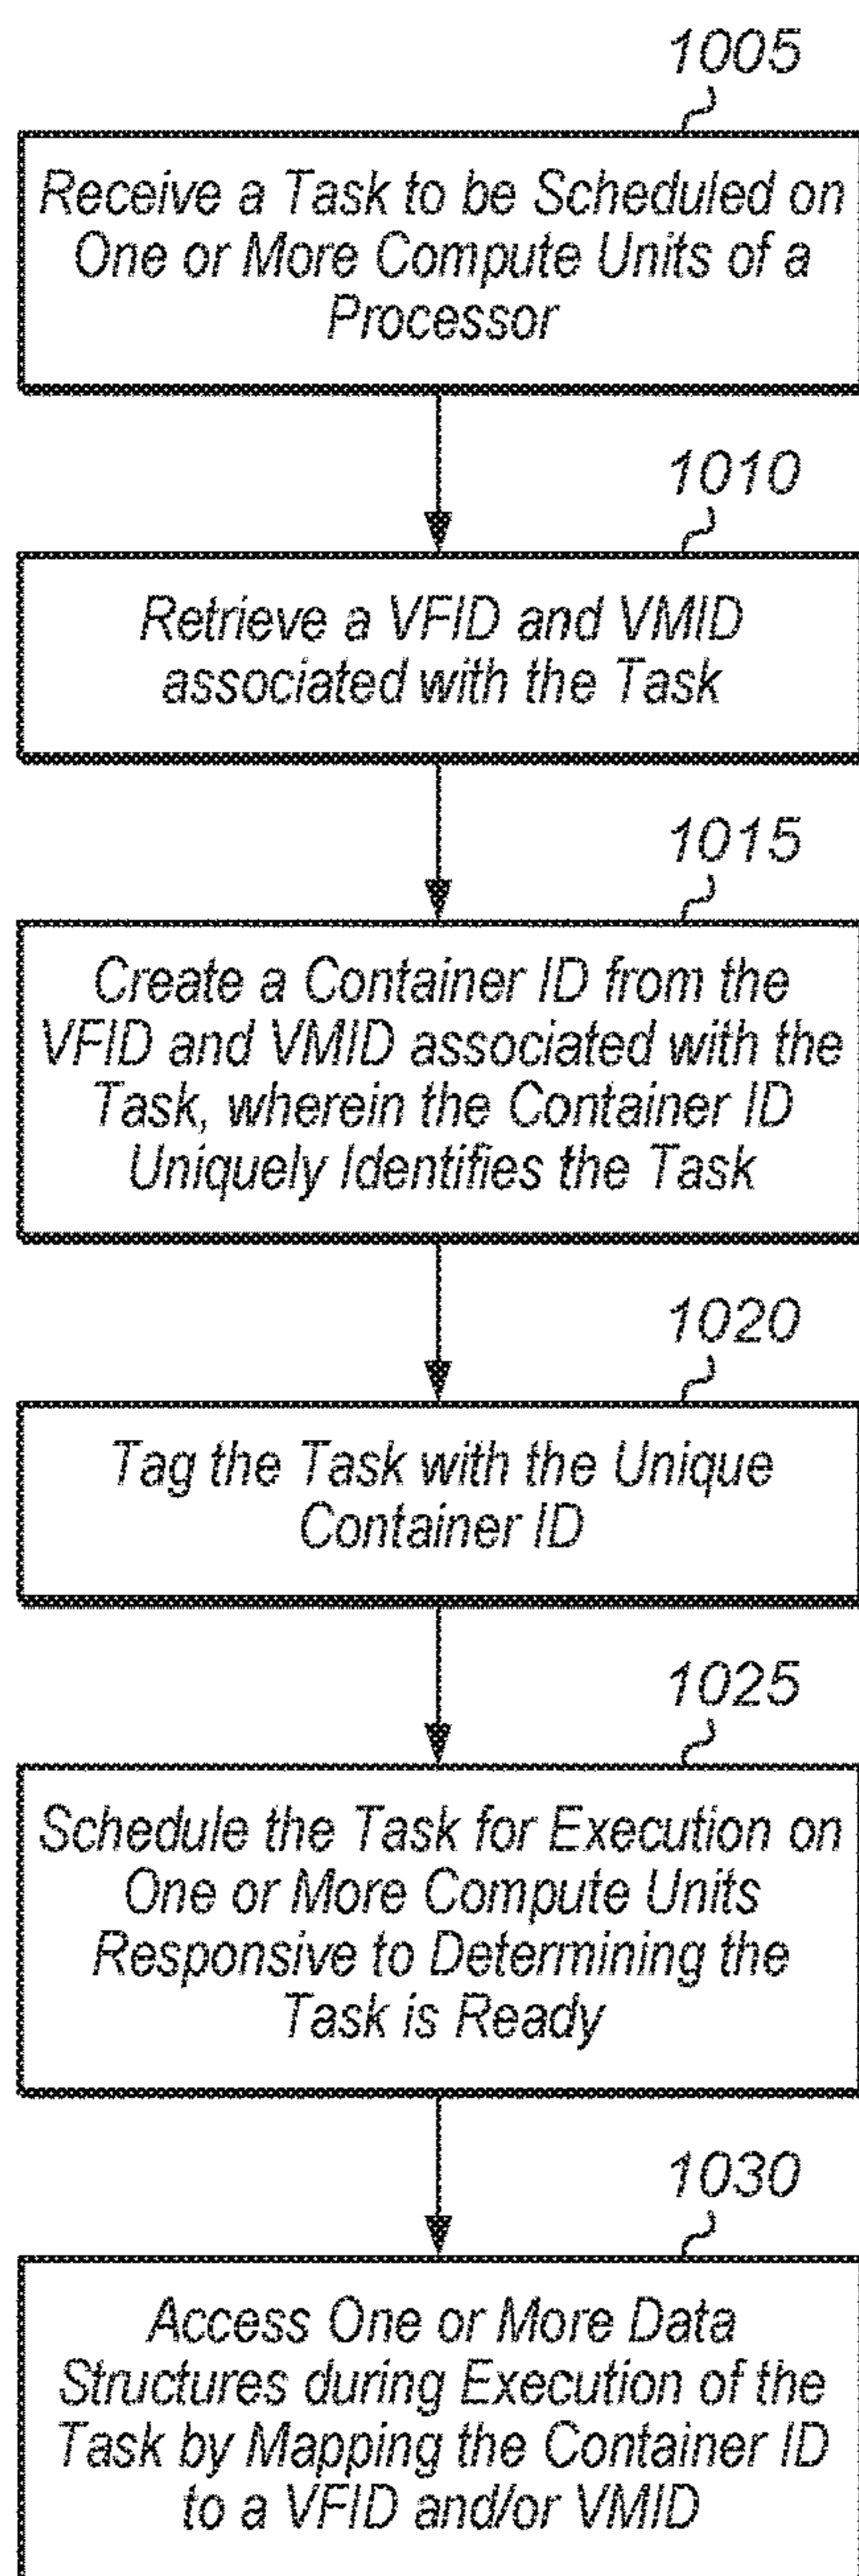 1005
Receive a Task to be Scheduled on
One or More Compute Units of a
Processor
1010
Retrieve a VFID and VMID
associated with the Task
1015
Create a Container ID from the
VFID and VMID associated with the
Task, wherein the Container ID
Uniquely Identifies the Task
1020
Tag the Task with the Unique
Container ID
1025
Schedule the Task for Execution on
One or More Compute Units
Responsive to Determining the
Task is Ready
1030
Access One or More Data
Structures during Execution of the
Task by Mapping the Container ID
to a VFID and/or VMID